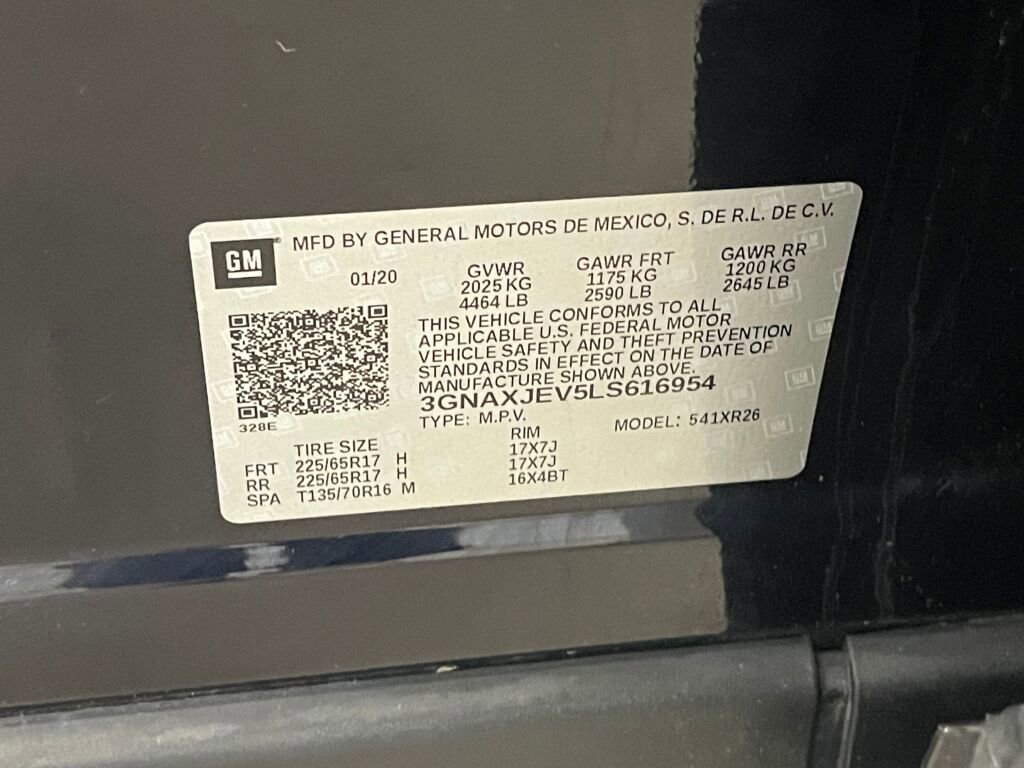 GM
MFD BY GENERAL MOTORS DE MEXICO, S. DE R.L. DE C.V.
01/20 GVWR GAWR FRT GAWR RR
2025 KG 1175 KG 1200 KG
4464 LB 2590 LB 2645 LB
THIS VEHICLE CONFORMS TO ALL
APPLICABLE U.S. FEDERAL MOTOR
VEHICLE SAFETY AND THEFT PREVENTION
STANDARDS IN EFFECT ON THE DATE OF
MANUFACTURE SHOWN ABOVE.
3GNAXJEV5LS616954
TYPE: M.P.V. MODEL: 541XR26
328E
TIRE SIZE RIM
FRT 225/65R17 H 17X7J
RR 225/65R17 H 17X7J
SPA T135/70R16 M 16X4BT